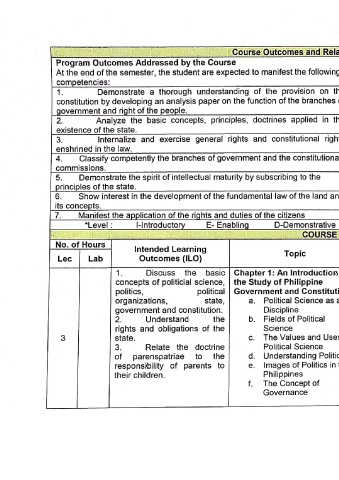 Course Outcomes and Rela
Program Outcomes Addressed by the Course
At the end of the semester, the student are expected to manifest the following
competencies:
1. Demonstrate a thorough understanding of the provision on th
constitution by developing an analysis paper on the function of the branches
government and right of the people.
2. Analyze the basic concepts, principles, doctrines applied in th
existence of the state.
3. Internalize and exercise general rights and constitutional righ
enshrined in the law.
4. Classify competently the branches of government and the constitutiona
commissions.
5. Demonstrate the spirit of intellectual maturity by subscribing to the
principles of the state.
6. Show interest in the development of the fundamental law of the land an
its concepts.
7. Manifest the application of the rights and duties of the citizens
*Level : I-Introductory E- Enabling D-Demonstrative
COURSE
No. of Hours
Lec Lab
Intended Learning
Outcomes (ILO)
Topic
3
1. Discuss the basic
concepts of political science,
politics, political
organizations, state,
government and constitution.
2. Understand the
rights and obligations of the
state.
3. Relate the doctrine
of parenspatriae to the
responsibility of parents to
their children.
Chapter 1: An Introduction
the Study of Philippine
Government and Constituti
a. Political Science as a
Discipline
b. Fields of Political
Science
c. The Values and Uses
Political Science
d. Understanding Politic
e. Images of Politics in
Philippines
f. The Concept of
Governance